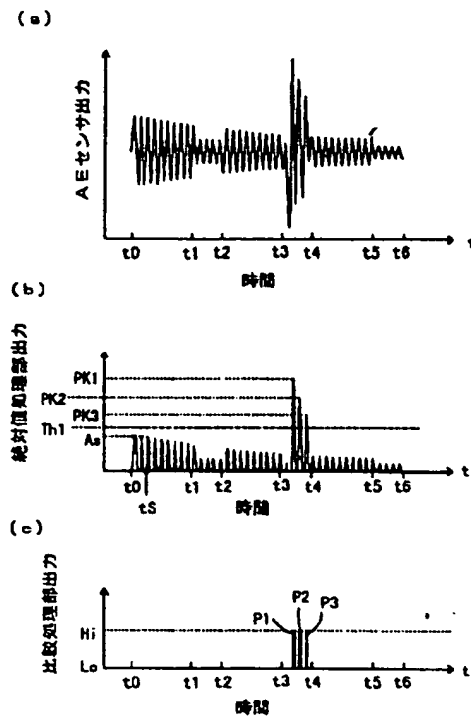 (a)
AEセンサ出力
t0 t1 t2 t3 t4 t5 t6 t
時間
(b)
絶対値処理部出力
PK1
PK2
PK3
Th1
As
t0 t1 t2 t3 t4 t5 t6 t
tS
時間
(c)
比較処理部出力
P1 P2 P3
Hi
Lo
t0 t1 t2 t3 t4 t5 t6 t
時間